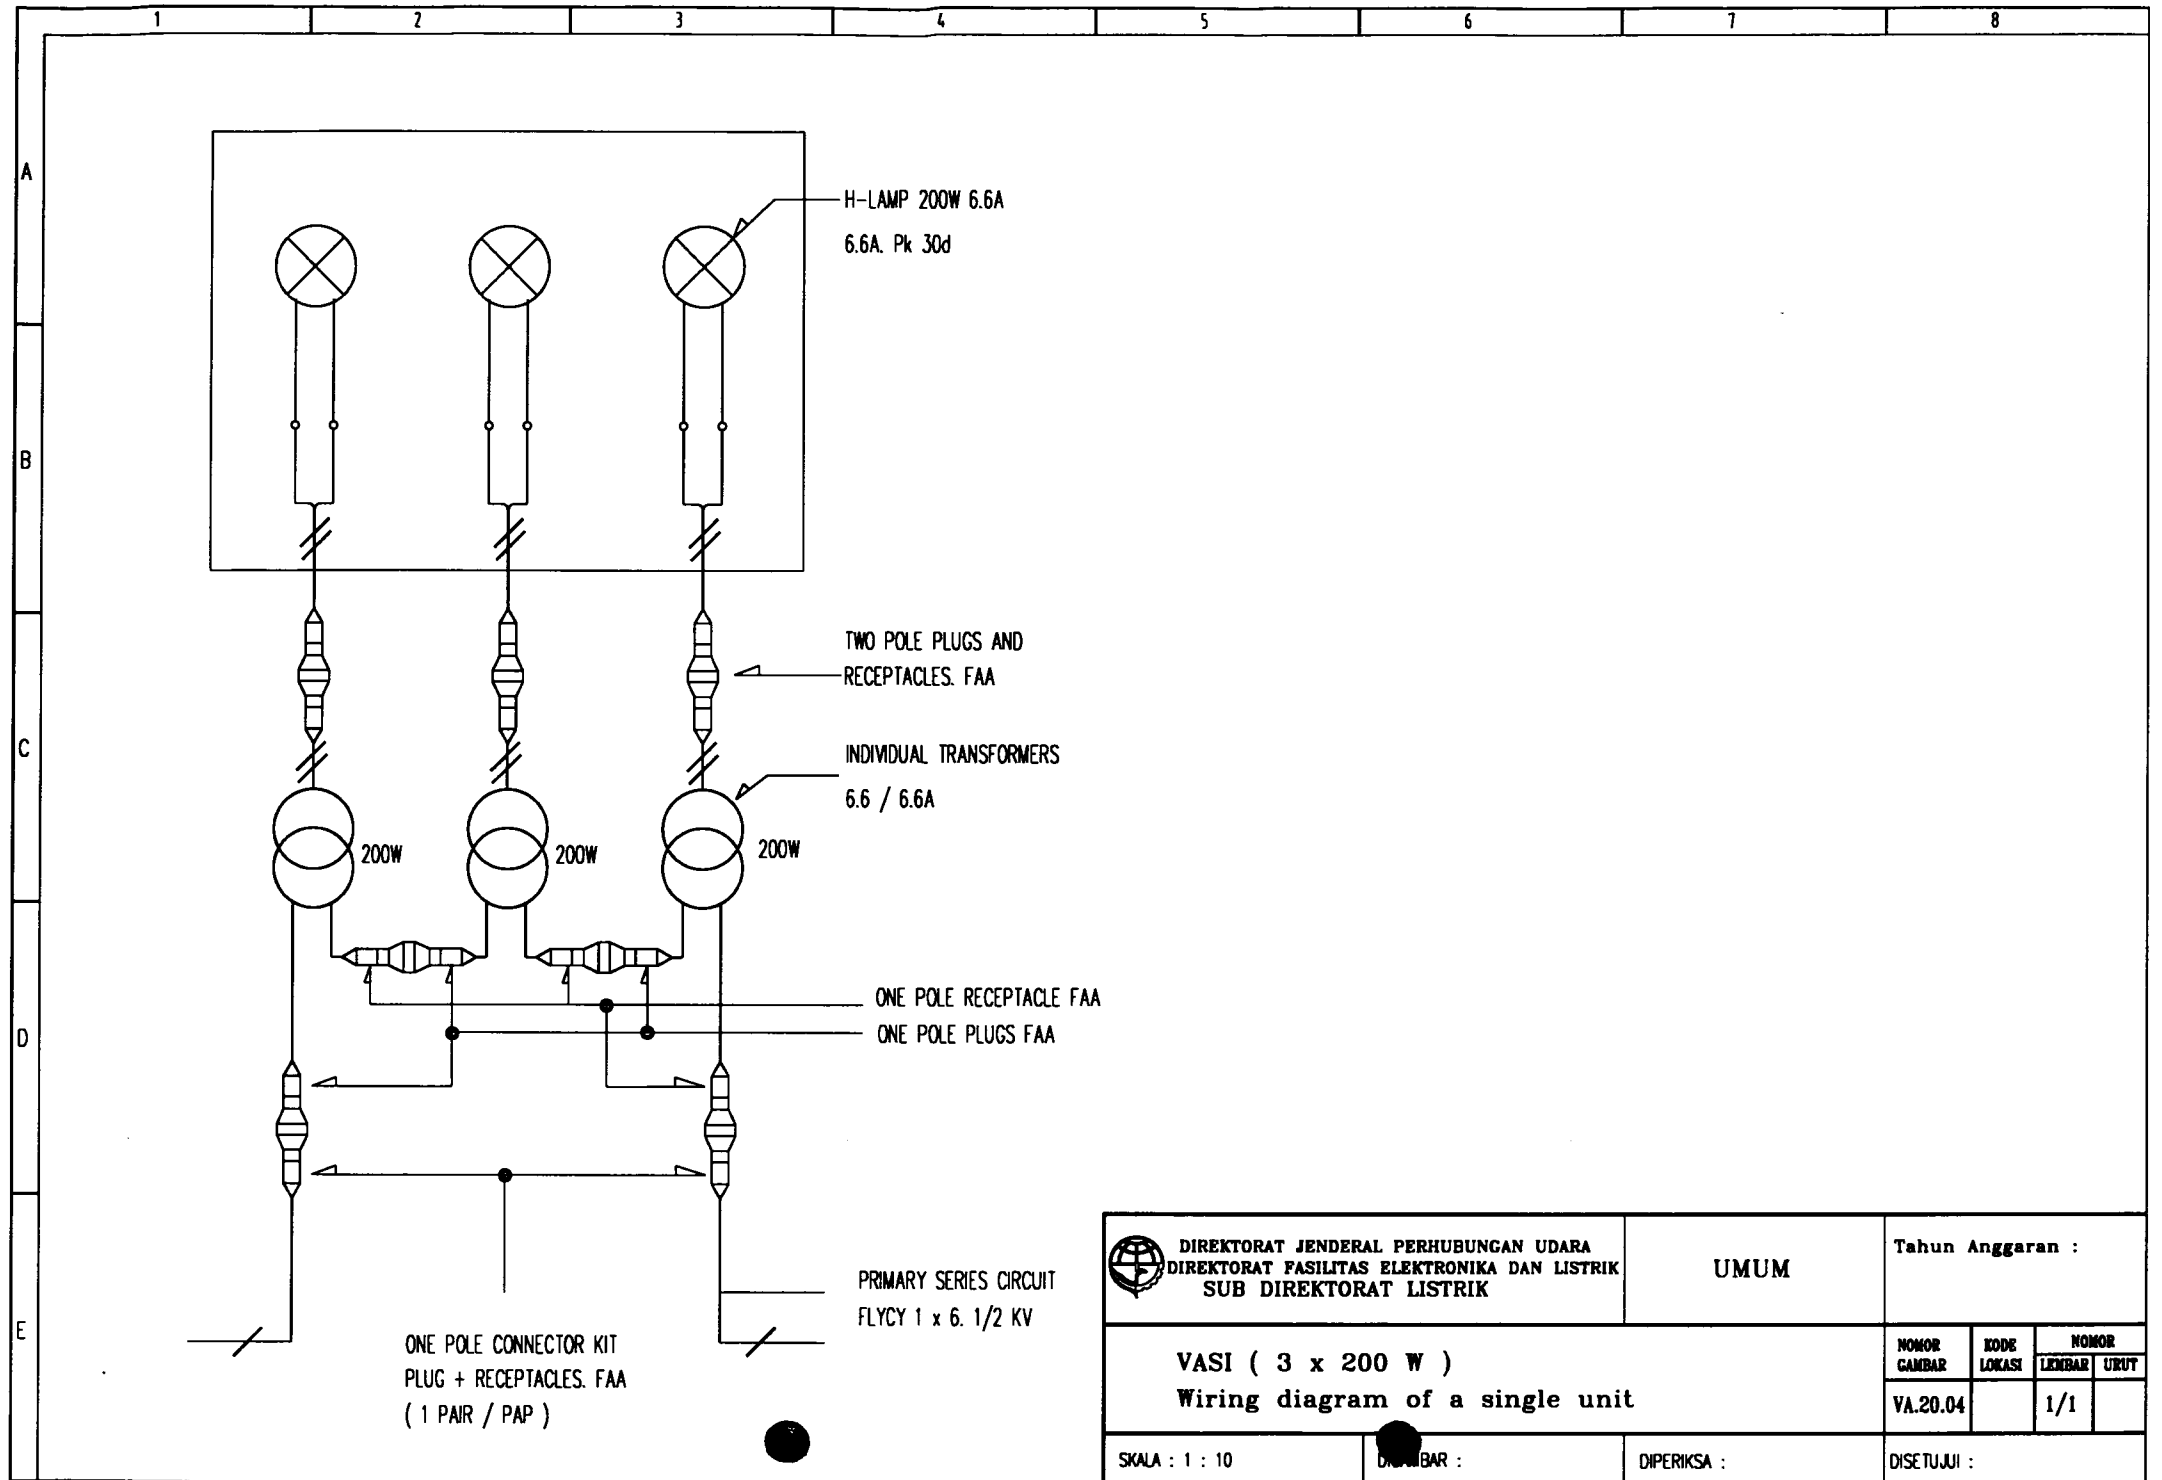 1 2 3 4 5 6 7 8
A
B
C
D
E
H-LAMP 200W 6.6A
6.6A. Pk 30d
TWO POLE PLUGS AND
RECEPTACLES. FAA
INDIVIDUAL TRANSFORMERS
6.6 / 6.6A
200W
200W
200W
ONE POLE RECEPTACLE FAA
ONE POLE PLUGS FAA
PRIMARY SERIES CIRCUIT
FLYCY 1 x 6. 1/2 KV
ONE POLE CONNECTOR KIT
PLUG + RECEPTACLES. FAA
( 1 PAIR / PAP )
DIREKTORAT JENDERAL PERHUBUNGAN UDARA
DIREKTORAT FASILITAS ELEKTRONIKA DAN LISTRIK
SUB DIREKTORAT LISTRIK
UMUM
Tahun Anggaran :
VASI ( 3 x 200 W )
Wiring diagram of a single unit
NOMOR
GAMBAR
KODE
LOKASI
NOMOR
LEMBAR URUT
VA.20.04
1/1
SKALA : 1 : 10
DIPERIKSA :
DISETUJUI :